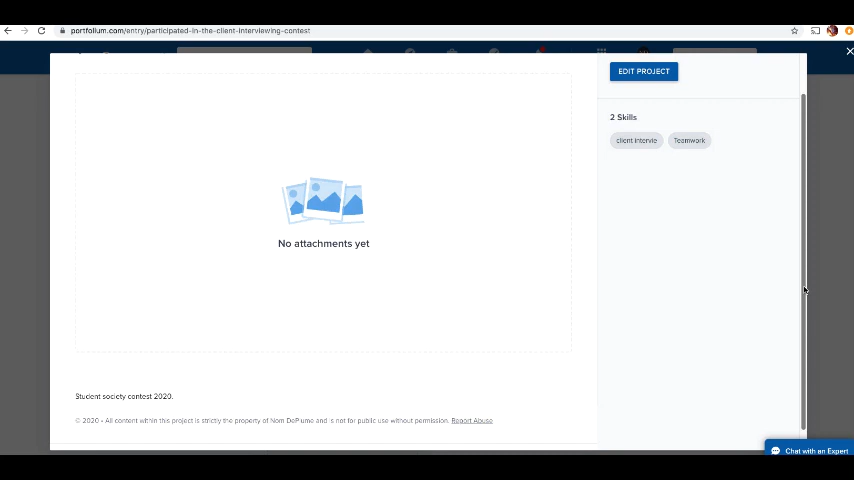 portfolium.com/entry/participated-in-the-client-interviewing-contest
EDIT PROJECT
2 Skills
client intervie
Teamwork
No attachments yet
Student society contest 2020.
© 2020 • All content within this project is strictly the property of Nom DePlume and is not for public use without permission. Report Abuse
Chat with an Expert